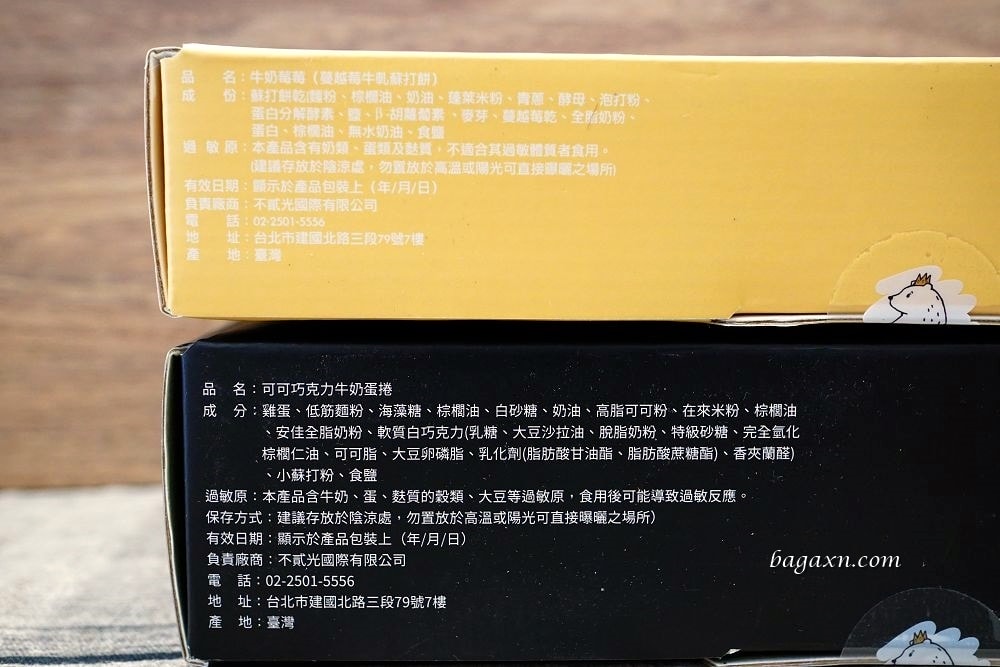 品　名：牛奶莓莓（蔓越莓牛軋蘇打餅）
成　份：蘇打餅乾(麵粉、棕櫚油、奶油、蓬萊米粉、青蔥、酵母、泡打粉、
蛋白分解酵素、鹽、β-胡蘿蔔素、麥芽、蔓越莓乾、全脂奶粉、
蛋白、棕櫚油、無水奶油、食鹽
過 敏 原：本產品含有奶類、蛋類及麩質，不適合其過敏體質者食用。
(建議存放於陰涼處，勿置放於高溫或陽光可直接曝曬之場所)
有效日期：顯示於產品包裝上（年/月/日）
負責廠商：不貳光國際有限公司
電　話：02-2501-5556
地　址：台北市建國北路三段79號7樓
產　地：臺灣
品　名：可可巧克力牛奶蛋捲
成　分：雞蛋、低筋麵粉、海藻糖、棕櫚油、白砂糖、奶油、高脂可可粉、在來米粉、棕櫚油
、安佳全脂奶粉、軟質白巧克力(乳糖、大豆沙拉油、脫脂奶粉、特級砂糖、完全氫化
棕櫚仁油、可可脂、大豆卵磷脂、乳化劑(脂肪酸甘油酯、脂肪酸蔗糖酯)、香夾蘭醛)
、小蘇打粉、食鹽
過敏原：本產品含牛奶、蛋、麩質的穀類、大豆等過敏原，食用後可能導致過敏反應。
保存方式：建議存放於陰涼處，勿置放於高溫或陽光可直接曝曬之場所）
有效日期：顯示於產品包裝上（年/月/日）
負責廠商：不貳光國際有限公司
電　話：02-2501-5556
地　址：台北市建國北路三段79號7樓
產　地：臺灣
bagaxn.com